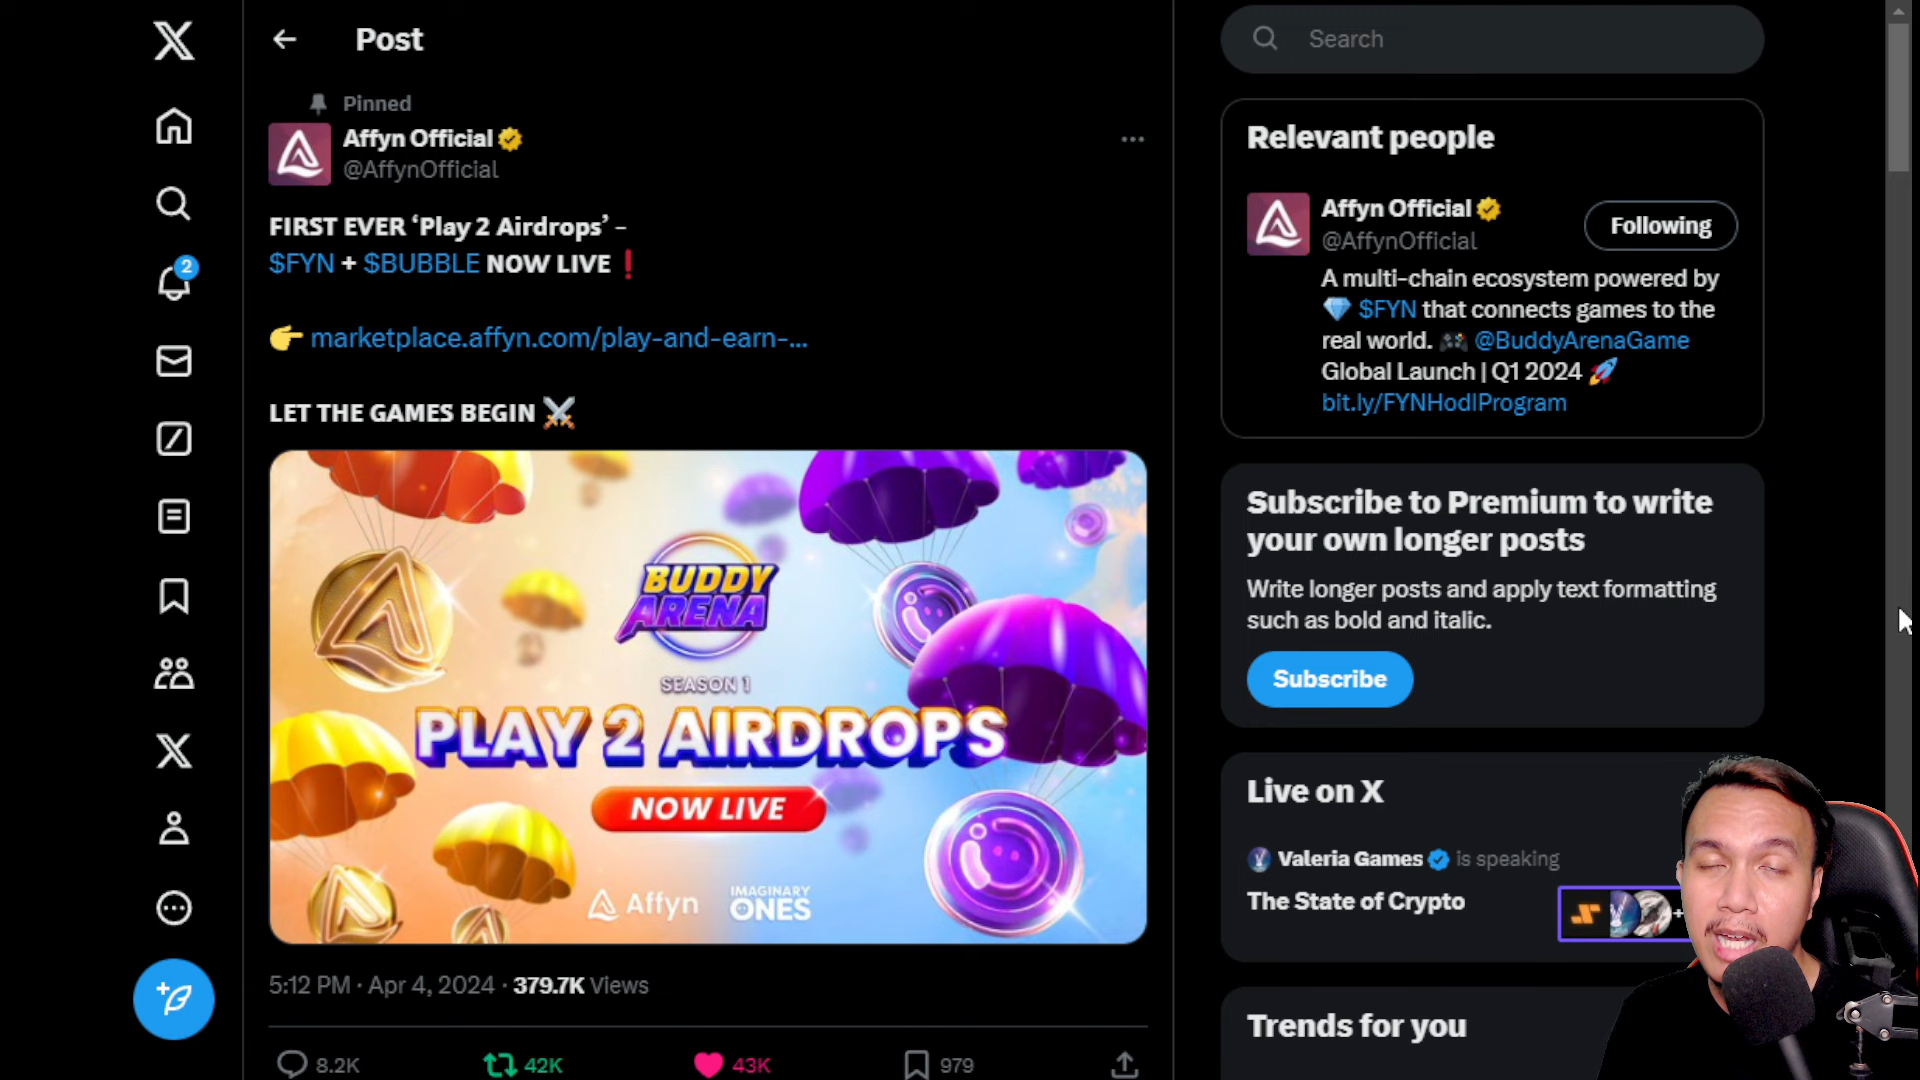 Post
Pinned
Affyn Official
@AffynOfficial
FIRST EVER ‘Play 2 Airdrops’ –
$FYN + $BUBBLE NOW LIVE❗
👉 marketplace.affyn.com/play-and-earn-...
LET THE GAMES BEGIN ⚔️
BUDDY
ARENA
SEASON 1
PLAY 2 AIRDROPS
NOW LIVE
Affyn
IMAGINARY
ONES
5:12 PM · Apr 4, 2024 · 379.7K Views
8.2K
42K
43K
979
2
Search
Relevant people
Affyn Official
@AffynOfficial
Following
A multi-chain ecosystem powered by
💎 $FYN that connects games to the
real world. 🎮 @BuddyArenaGame
Global Launch | Q1 2024 🚀
bit.ly/FYNHodlProgram
Subscribe to Premium to write
your own longer posts
Write longer posts and apply text formatting
such as bold and italic.
Subscribe
Live on X
Valeria Games is speaking
The State of Crypto
+
Trends for you